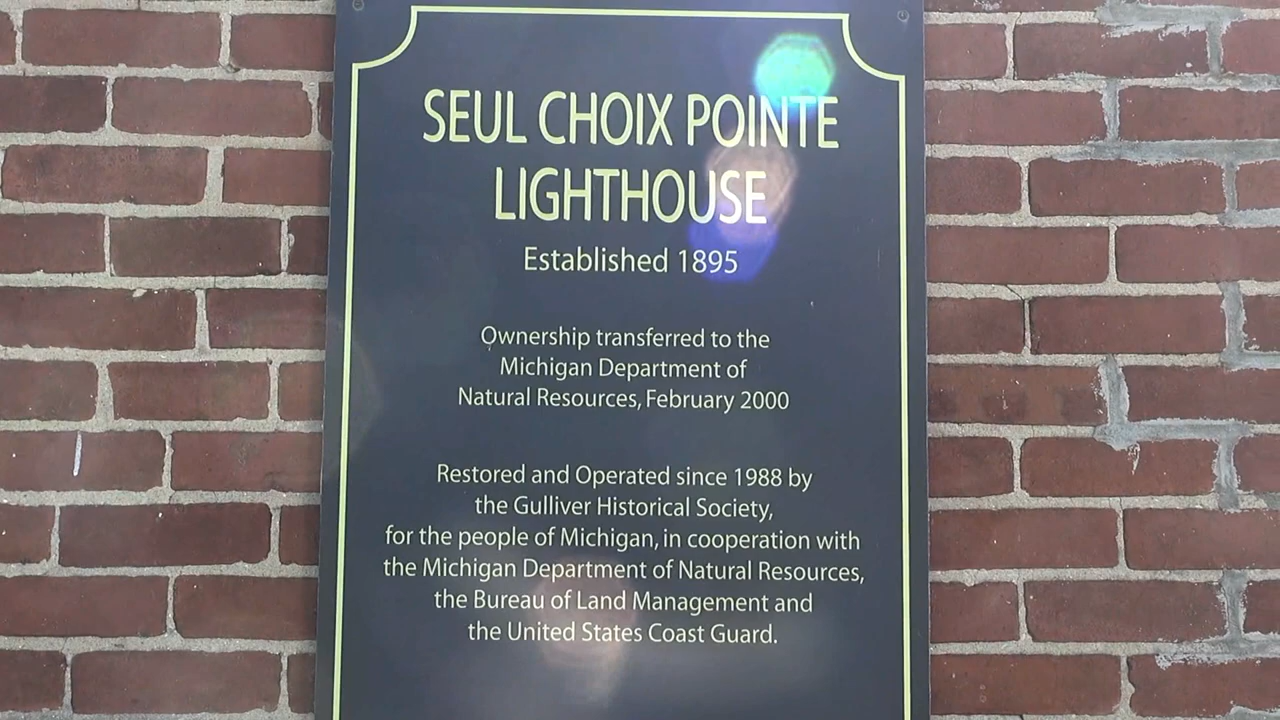 SEUL CHOIX POINTE
LIGHTHOUSE
Established 1895
Ownership transferred to the
Michigan Department of
Natural Resources, February 2000
Restored and Operated since 1988 by
the Gulliver Historical Society,
for the people of Michigan, in cooperation with
the Michigan Department of Natural Resources,
the Bureau of Land Management and
the United States Coast Guard.